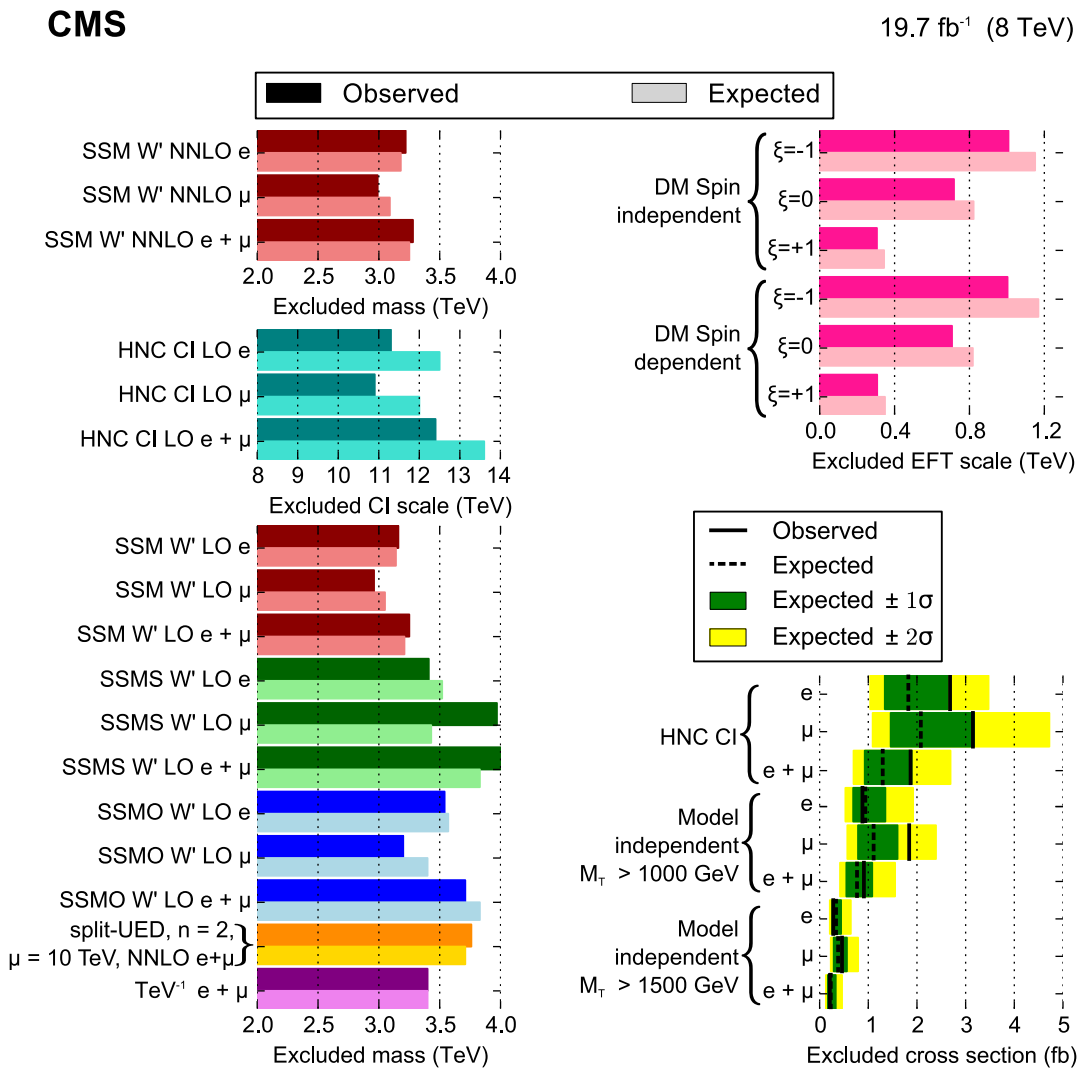 CMS
19.7 fb⁻¹ (8 TeV)
Observed
Expected
SSM W' NNLO e
SSM W' NNLO μ
SSM W' NNLO e + μ
2.0 2.5 3.0 3.5 4.0
Excluded mass (TeV)
HNC CI LO e
HNC CI LO μ
HNC CI LO e + μ
8 9 10 11 12 13 14
Excluded CI scale (TeV)
SSM W' LO e
SSM W' LO μ
SSM W' LO e + μ
SSMS W' LO e
SSMS W' LO μ
SSMS W' LO e + μ
SSMO W' LO e
SSMO W' LO μ
SSMO W' LO e + μ
split-UED, n = 2,
μ = 10 TeV, NNLO e+μ
TeV⁻¹ e + μ
2.0 2.5 3.0 3.5 4.0
Excluded mass (TeV)
DM Spin
independent
ξ=-1
ξ=0
ξ=+1
DM Spin
dependent
ξ=-1
ξ=0
ξ=+1
0.0 0.4 0.8 1.2
Excluded EFT scale (TeV)
Observed
Expected
Expected ± 1σ
Expected ± 2σ
HNC CI
e
μ
e + μ
Model
independent
M_T > 1000 GeV
e
μ
e + μ
Model
independent
M_T > 1500 GeV
e
μ
e + μ
0 1 2 3 4 5
Excluded cross section (fb)